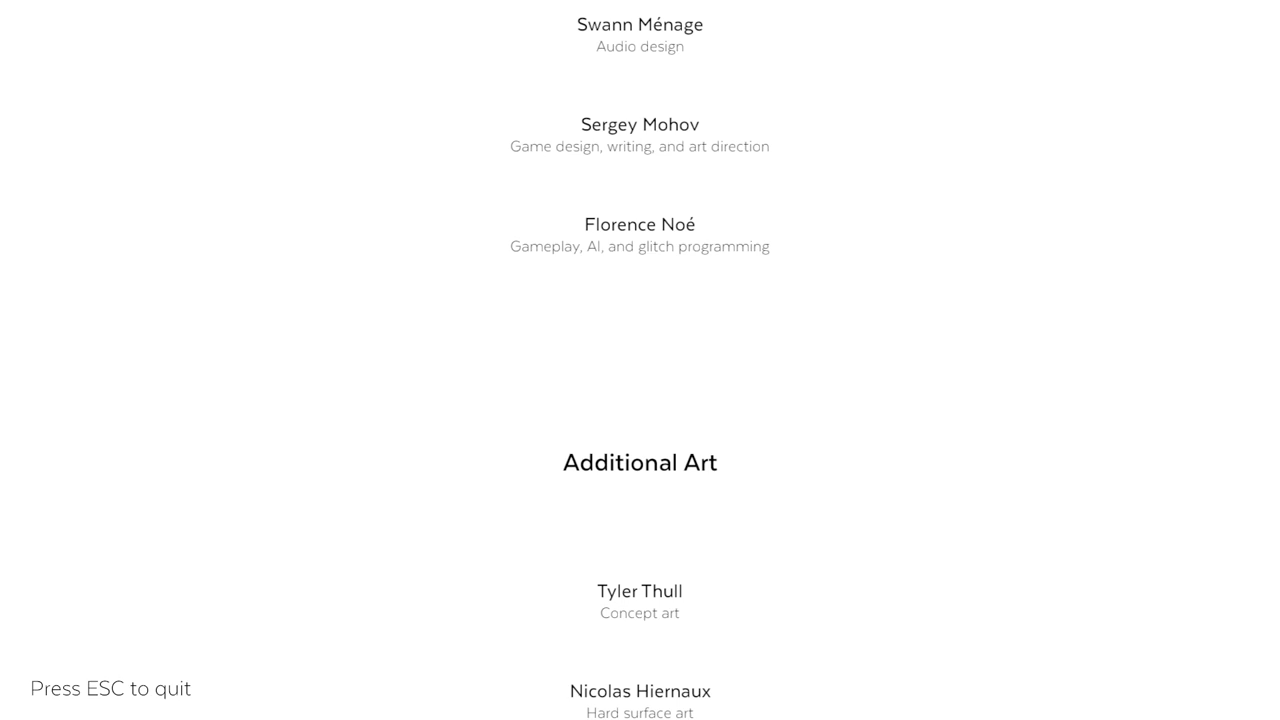 Swann Ménage
Audio design
Sergey Mohov
Game design, writing, and art direction
Florence Noé
Gameplay, AI, and glitch programming
Additional Art
Tyler Thull
Concept art
Nicolas Hiernaux
Hard surface art
Press ESC to quit